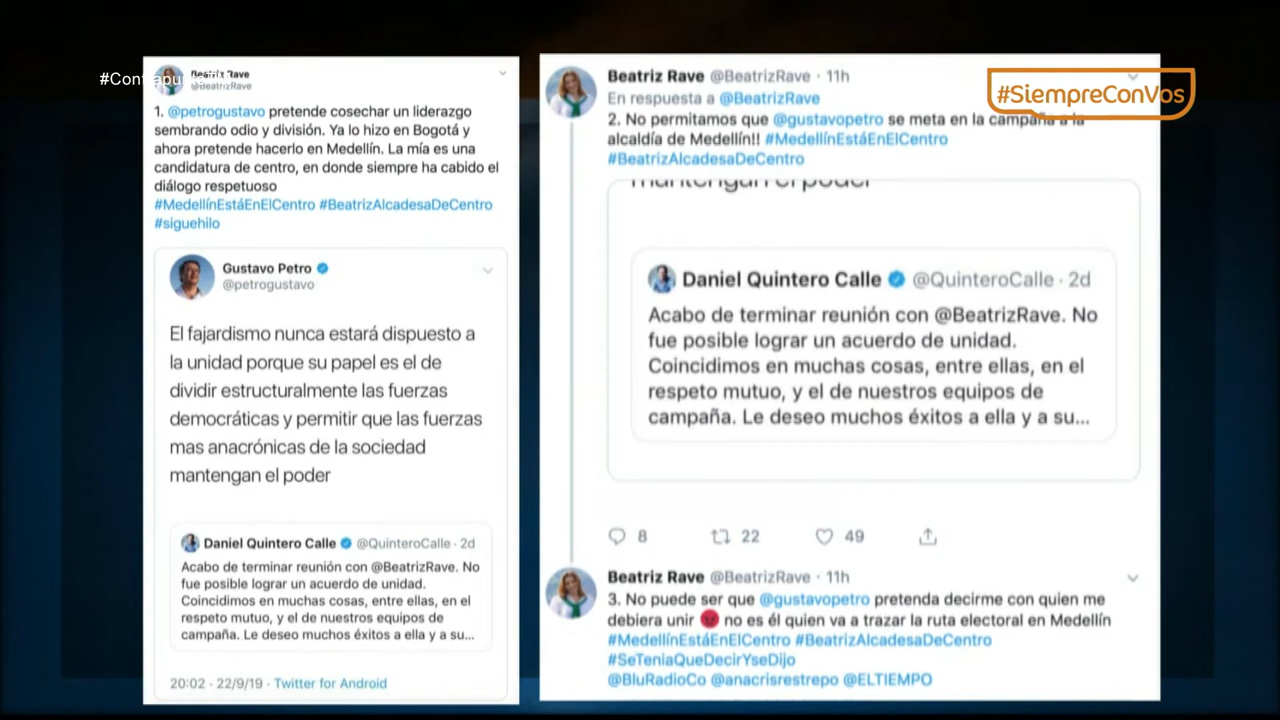 #SiempreConVos
Beatriz Rave
@BeatrizRave
1. @petrogustavo pretende cosechar un liderazgo
sembrando odio y división. Ya lo hizo en Bogotá y
ahora pretende hacerlo en Medellín. La mía es una
candidatura de centro, en donde siempre ha cabido el
diálogo respetuoso
#MedellínEstáEnElCentro #BeatrizAlcadesaDeCentro
#siguehilo
Gustavo Petro
@petrogustavo
El fajardismo nunca estará dispuesto a
la unidad porque su papel es el de
dividir estructuralmente las fuerzas
democráticas y permitir que las fuerzas
mas anacrónicas de la sociedad
mantengan el poder
Daniel Quintero Calle @QuinteroCalle · 2d
Acabo de terminar reunión con @BeatrizRave. No
fue posible lograr un acuerdo de unidad.
Coincidimos en muchas cosas, entre ellas, en el
respeto mutuo, y el de nuestros equipos de
campaña. Le deseo muchos éxitos a ella y a su...
20:02 · 22/9/19 · Twitter for Android
Beatriz Rave @BeatrizRave · 11h
En respuesta a @BeatrizRave
2. No permitamos que @gustavopetro se meta en la campaña a la
alcaldía de Medellín!! #MedellínEstáEnElCentro
#BeatrizAlcadesaDeCentro
mantengan el poder
Daniel Quintero Calle @QuinteroCalle · 2d
Acabo de terminar reunión con @BeatrizRave. No
fue posible lograr un acuerdo de unidad.
Coincidimos en muchas cosas, entre ellas, en el
respeto mutuo, y el de nuestros equipos de
campaña. Le deseo muchos éxitos a ella y a su...
8 22 49
Beatriz Rave @BeatrizRave · 11h
3. No puede ser que @gustavopetro pretenda decirme con quien me
debiera unir 😡 no es él quien va a trazar la ruta electoral en Medellín
#MedellínEstáEnElCentro #BeatrizAlcadesaDeCentro
#SeTeniaQueDecirYseDijo
@BluRadioCo @anacrisrestrepo @ELTIEMPO